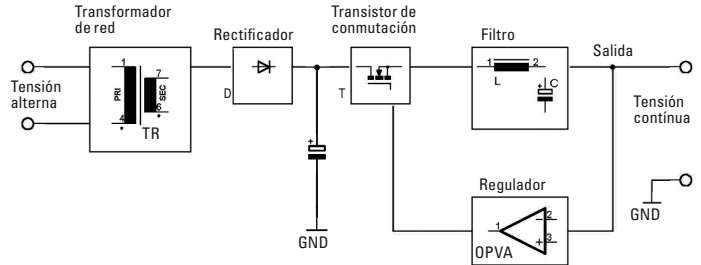 Transformador
de red
Rectificador
Transistor de
conmutación
Filtro
Salida
Tensión
alterna
1
4
PRI
7
6
SEC
TR
D
T
1
2
L
+
C
Tensión
contínua
+
GND
Regulador
1
2
3
-
+
OPVA
GND